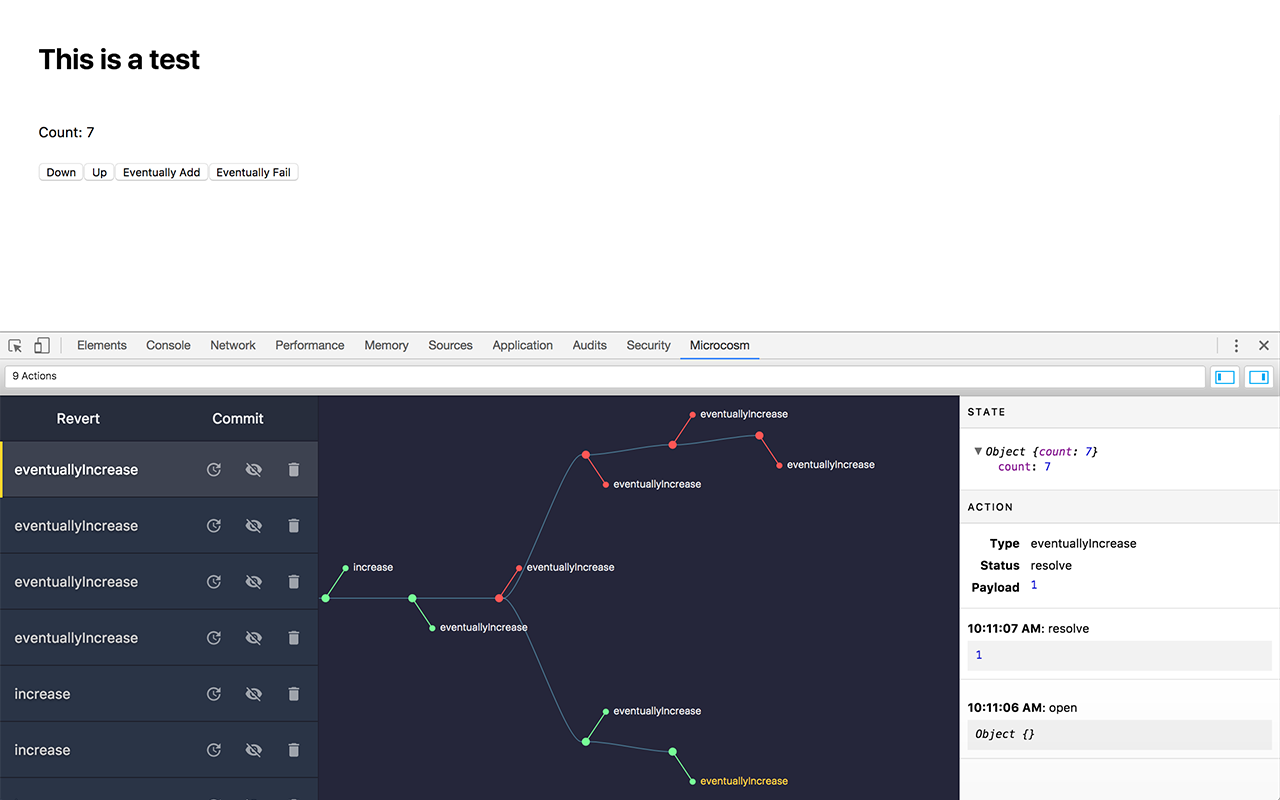 This is a test
Count: 7
Down Up Eventually Add Eventually Fail
Elements Console Network Performance Memory Sources Application Audits Security Microcosm
9 Actions
Revert Commit
eventuallyIncrease
eventuallyIncrease
eventuallyIncrease
eventuallyIncrease
increase
increase
eventuallyIncrease
eventuallyIncrease
eventuallyIncrease
increase
eventuallyIncrease
eventuallyIncrease
eventuallyIncrease
eventuallyIncrease
STATE
▼Object {count: 7}
count: 7
ACTION
Type eventuallyIncrease
Status resolve
Payload 1
10:11:07 AM: resolve
1
10:11:06 AM: open
Object {}